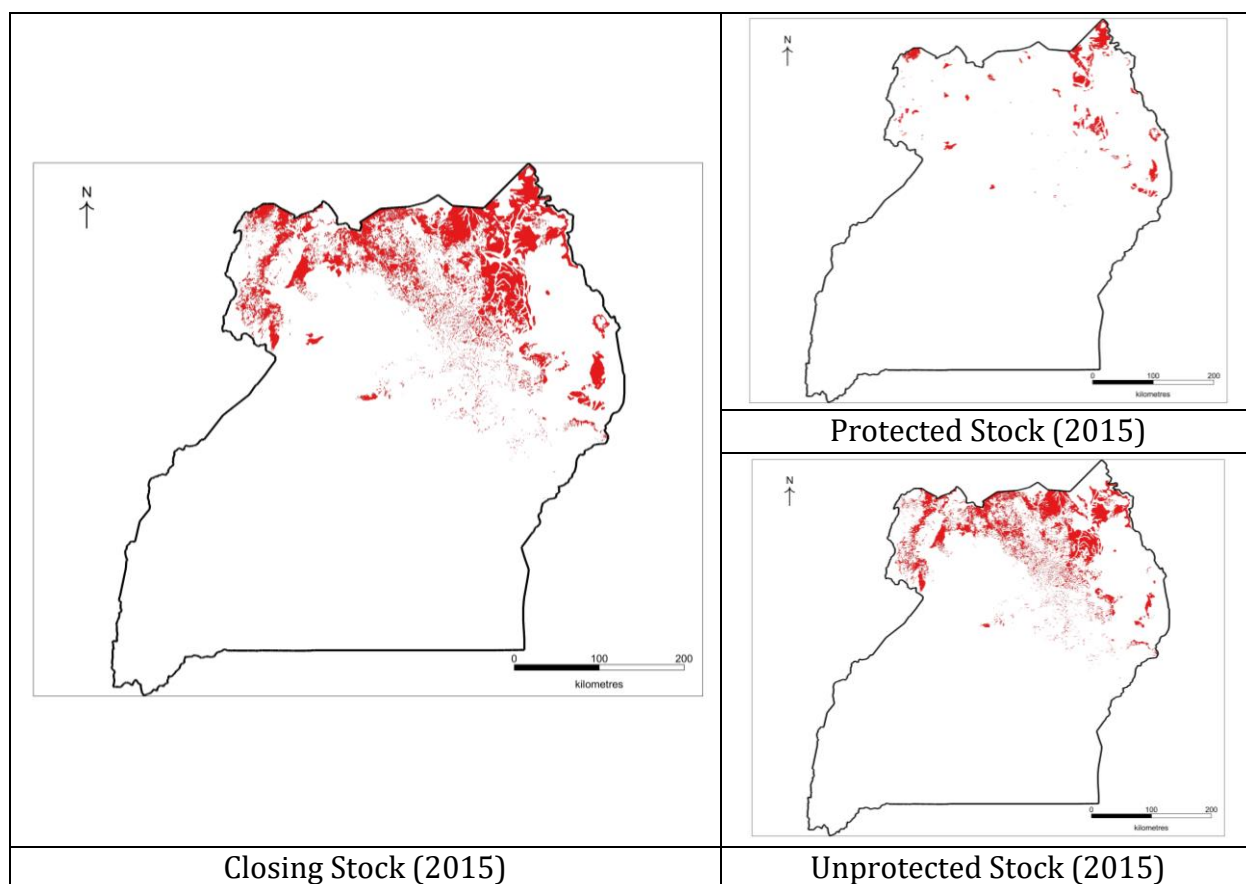 N
0 100 200
kilometres
Closing Stock (2015)
N
0 100 200
kilometres
Protected Stock (2015)
N
0 100 200
kilometres
Unprotected Stock (2015)